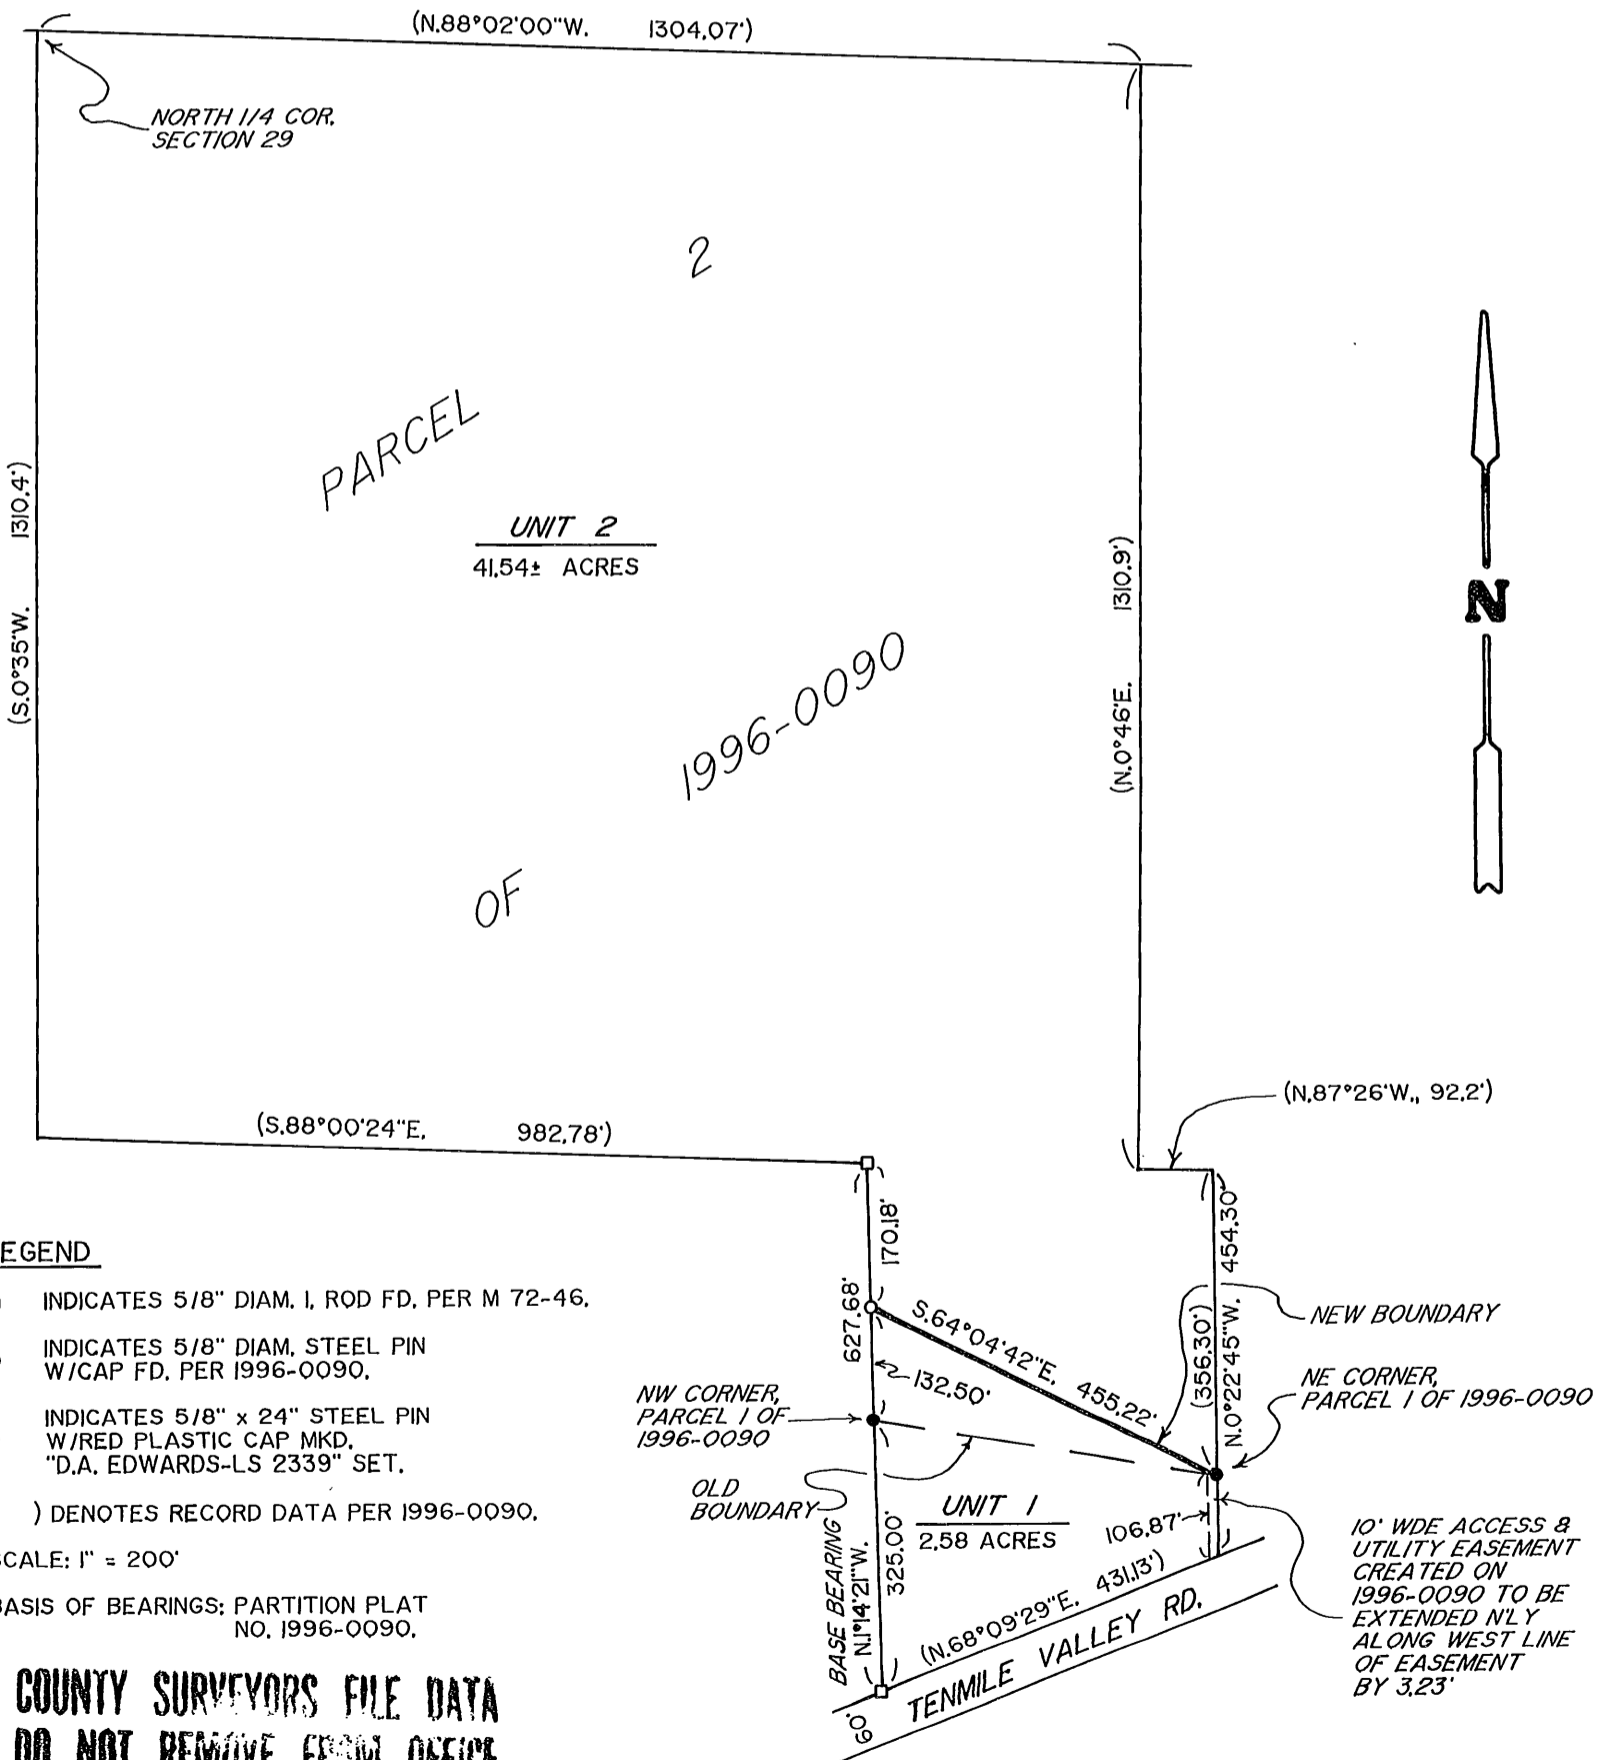 (N.88°02'00"W. 1304.07')
NORTH 1/4 COR.
SECTION 29
2
PARCEL
(S.0°35"W. 1310.4')
UNIT 2
41.54± ACRES
(N.0°46'E. 1310.9')
N
1996-0090
OF
(N.87°26'W., 92.2')
(S.88°00'24"E. 982.78')
170.18'
454.30'
EGEND
INDICATES 5/8" DIAM. I. ROD FD. PER M 72-46.
INDICATES 5/8" DIAM. STEEL PIN
W/CAP FD. PER 1996-0090.
INDICATES 5/8" x 24" STEEL PIN
W/RED PLASTIC CAP MKD.
"D.A. EDWARDS-LS 2339" SET.
) DENOTES RECORD DATA PER 1996-0090.
SCALE: 1" = 200'
BASIS OF BEARINGS: PARTITION PLAT
NO. 1996-0090.
627.68'
S.64°04'42"E. 455.22'
NEW BOUNDARY
(356.30')
N.0°22'45"W.
132.50'
NW CORNER,
PARCEL 1 OF
1996-0090
NE CORNER,
PARCEL 1 OF 1996-0090
OLD
BOUNDARY
UNIT 1
2.58 ACRES
106.87'
325.00'
BASE BEARING
N.1°14'21"W.
(N.68°09'29"E. 431.13')
TENMILE VALLEY RD.
60'
10' WDE ACCESS &
UTILITY EASEMENT
CREATED ON
1996-0090 TO BE
EXTENDED N'LY
ALONG WEST LINE
OF EASEMENT
BY 3.23'
COUNTY SURVEYORS FILE DATA
DO NOT REMOVE FROM OFFICE